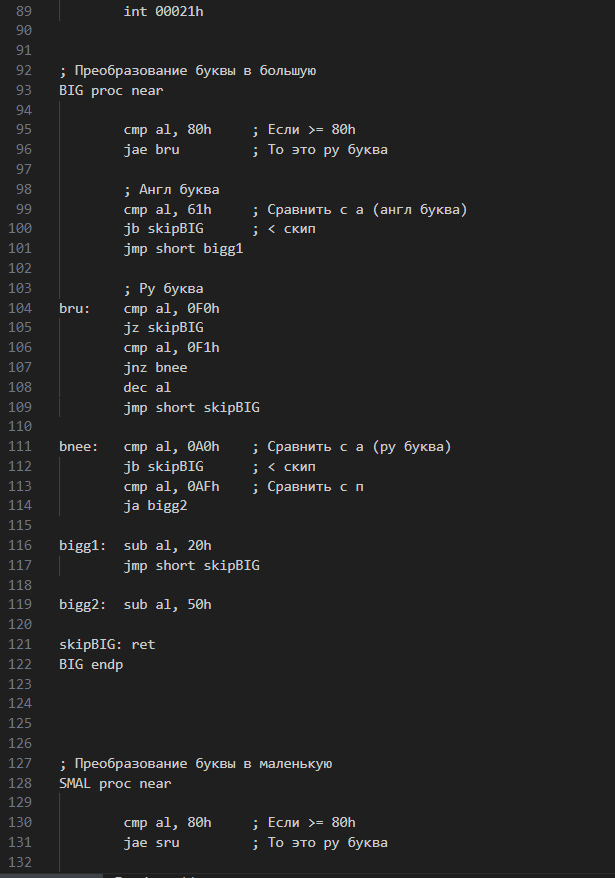 89 int 00021h
90
91
92 ; Преобразование буквы в большую
93 BIG proc near
94
95 cmp al, 80h ; Если >= 80h
96 jae bru ; То это ру буква
97
98 ; Англ буква
99 cmp al, 61h ; Сравнить с а (англ буква)
100 jb skipBIG ; < скип
101 jmp short bigg1
102
103 ; Ру буква
104 bru: cmp al, 0F0h
105 jz skipBIG
106 cmp al, 0F1h
107 jnz bnee
108 dec al
109 jmp short skipBIG
110
111 bnee: cmp al, 0A0h ; Сравнить с а (ру буква)
112 jb skipBIG ; < скип
113 cmp al, 0AFh ; Сравнить с п
114 ja bigg2
115
116 bigg1: sub al, 20h
117 jmp short skipBIG
118
119 bigg2: sub al, 50h
120
121 skipBIG: ret
122 BIG endp
123
124
125
126
127 ; Преобразование буквы в маленькую
128 SMAL proc near
129
130 cmp al, 82h ; Если >= 80h
131 jae sru ; То это ру буква
132